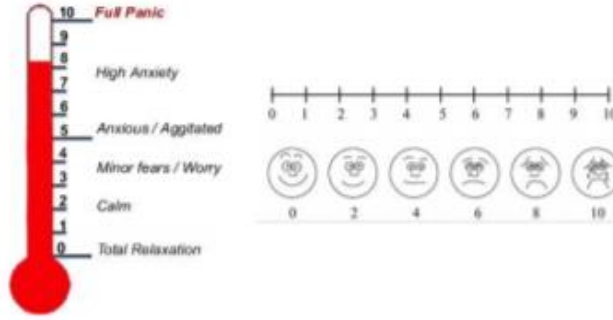 10 Full Panic
9
8
High Anxiety
7
6
5 Anxious / Aggitated
4
Minor fears / Worry
3
2 Calm
1
0 Total Relaxation
0 1 2 3 4 5 6 7 8 9 10
0 2 4 6 8 10